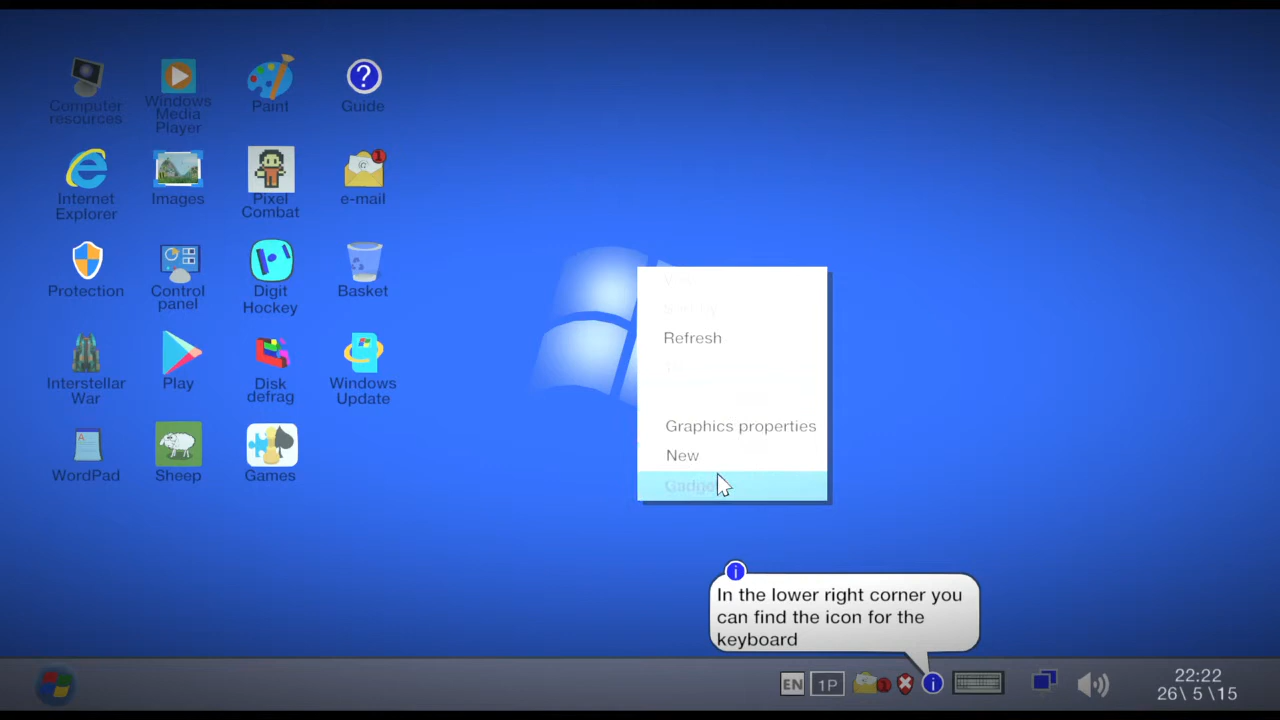 Computer
resources
Windows
Media
Player
Paint
?
Guide
Internet
Explorer
Images
Pixel
Combat
@
1
e-mail
Protection
Control
panel
Digit
Hockey
Basket
Interstellar
War
Play
Disk
defrag
Windows
Update
A
WordPad
Sheep
Games
Refresh
Graphics properties
New
i
In the lower right corner you
can find the icon for the
keyboard
EN
1P
1
i
22:22
26\ 5 \15